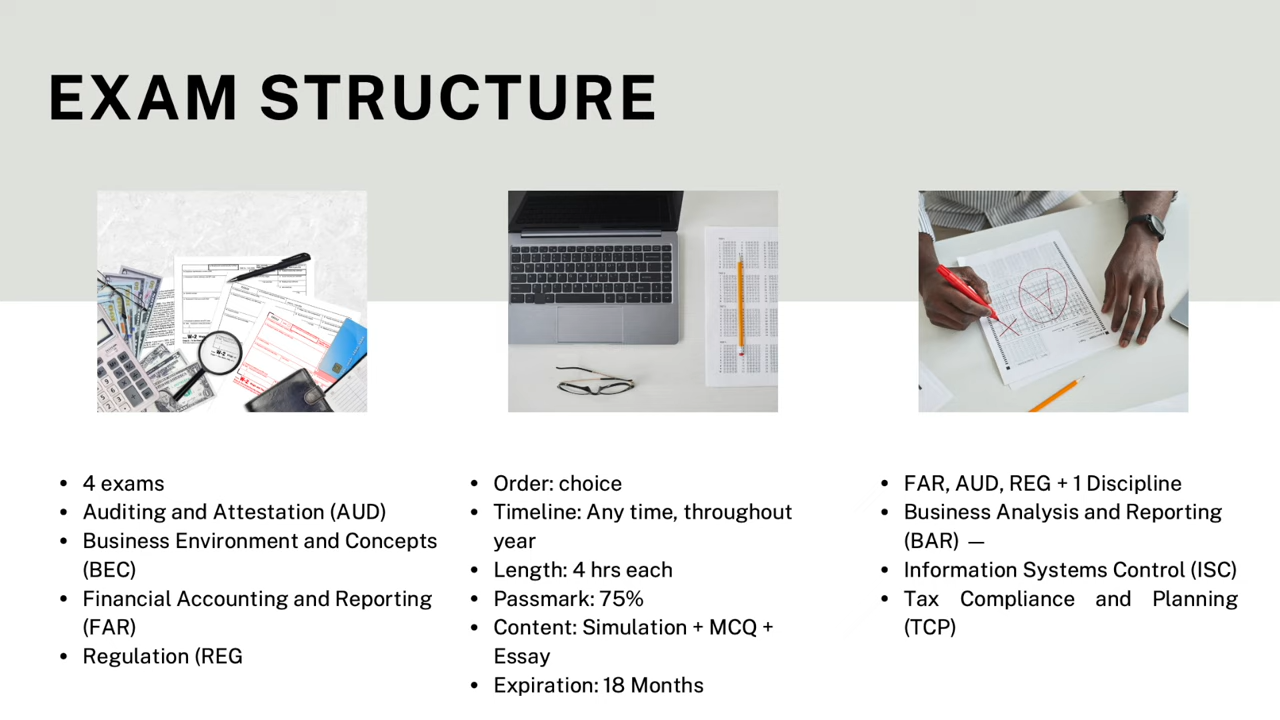 EXAM STRUCTURE
• 4 exams
• Auditing and Attestation (AUD)
• Business Environment and Concepts
(BEC)
• Financial Accounting and Reporting
(FAR)
• Regulation (REG
• Order: choice
• Timeline: Any time, throughout
year
• Length: 4 hrs each
• Passmark: 75%
• Content: Simulation + MCQ +
Essay
• Expiration: 18 Months
• FAR, AUD, REG + 1 Discipline
• Business Analysis and Reporting
(BAR) —
• Information Systems Control (ISC)
• Tax Compliance and Planning
(TCP)